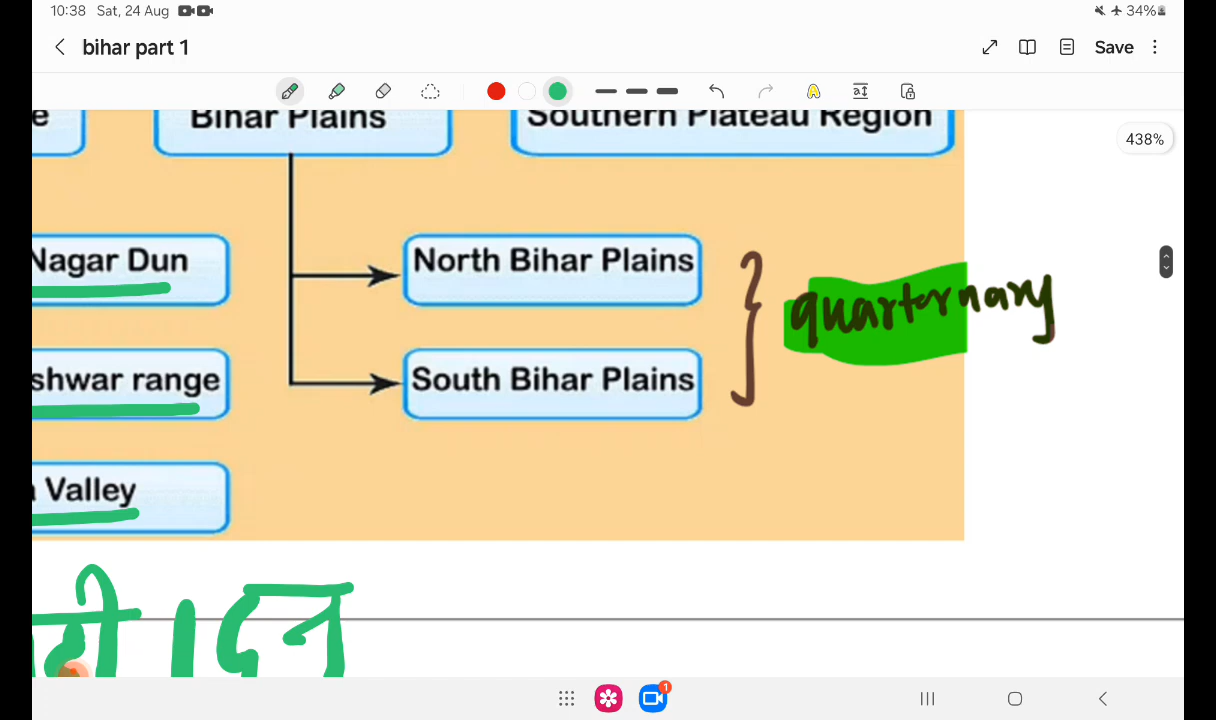 10:38 Sat, 24 Aug
34%
bihar part 1
Save
438%
e
Bihar Plains
Southern Plateau Region
Nagar Dun
North Bihar Plains
quarternary
shwar range
South Bihar Plains
Valley
ही । दून
1